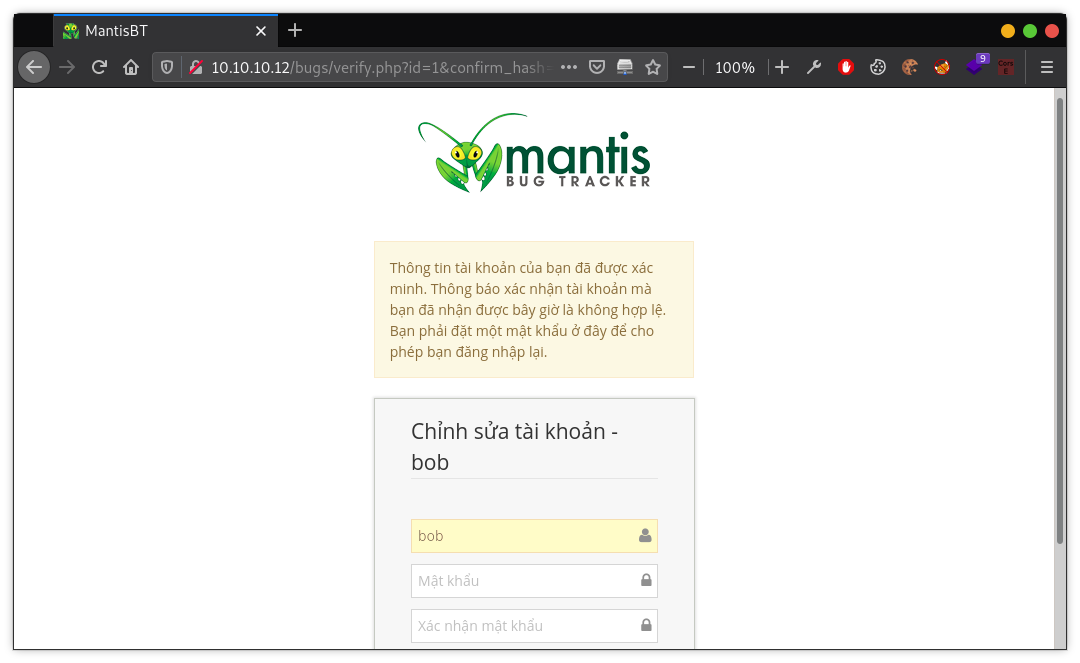 MantisBT
10.10.10.12/bugs/verify.php?id=1&confirm_hash=
100%
9
mantis
BUG TRACKER
Thông tin tài khoản của bạn đã được xác
minh. Thông báo xác nhận tài khoản mà
bạn đã nhận được bây giờ là không hợp lệ.
Bạn phải đặt một mật khẩu ở đây để cho
phép bạn đăng nhập lại.
Chỉnh sửa tài khoản -
bob
bob
Mật khẩu
Xác nhận mật khẩu